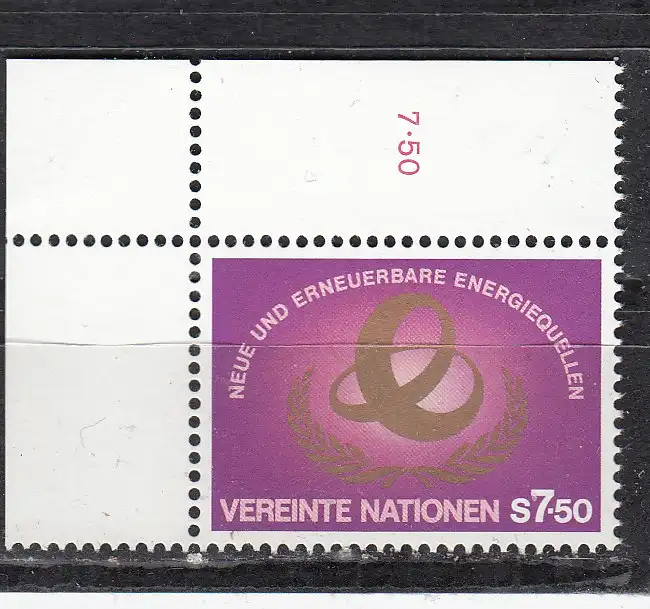 7·50
NEUE UND ERNEUERBARE ENERGIEQUELLEN
VEREINTE NATIONEN S7·50